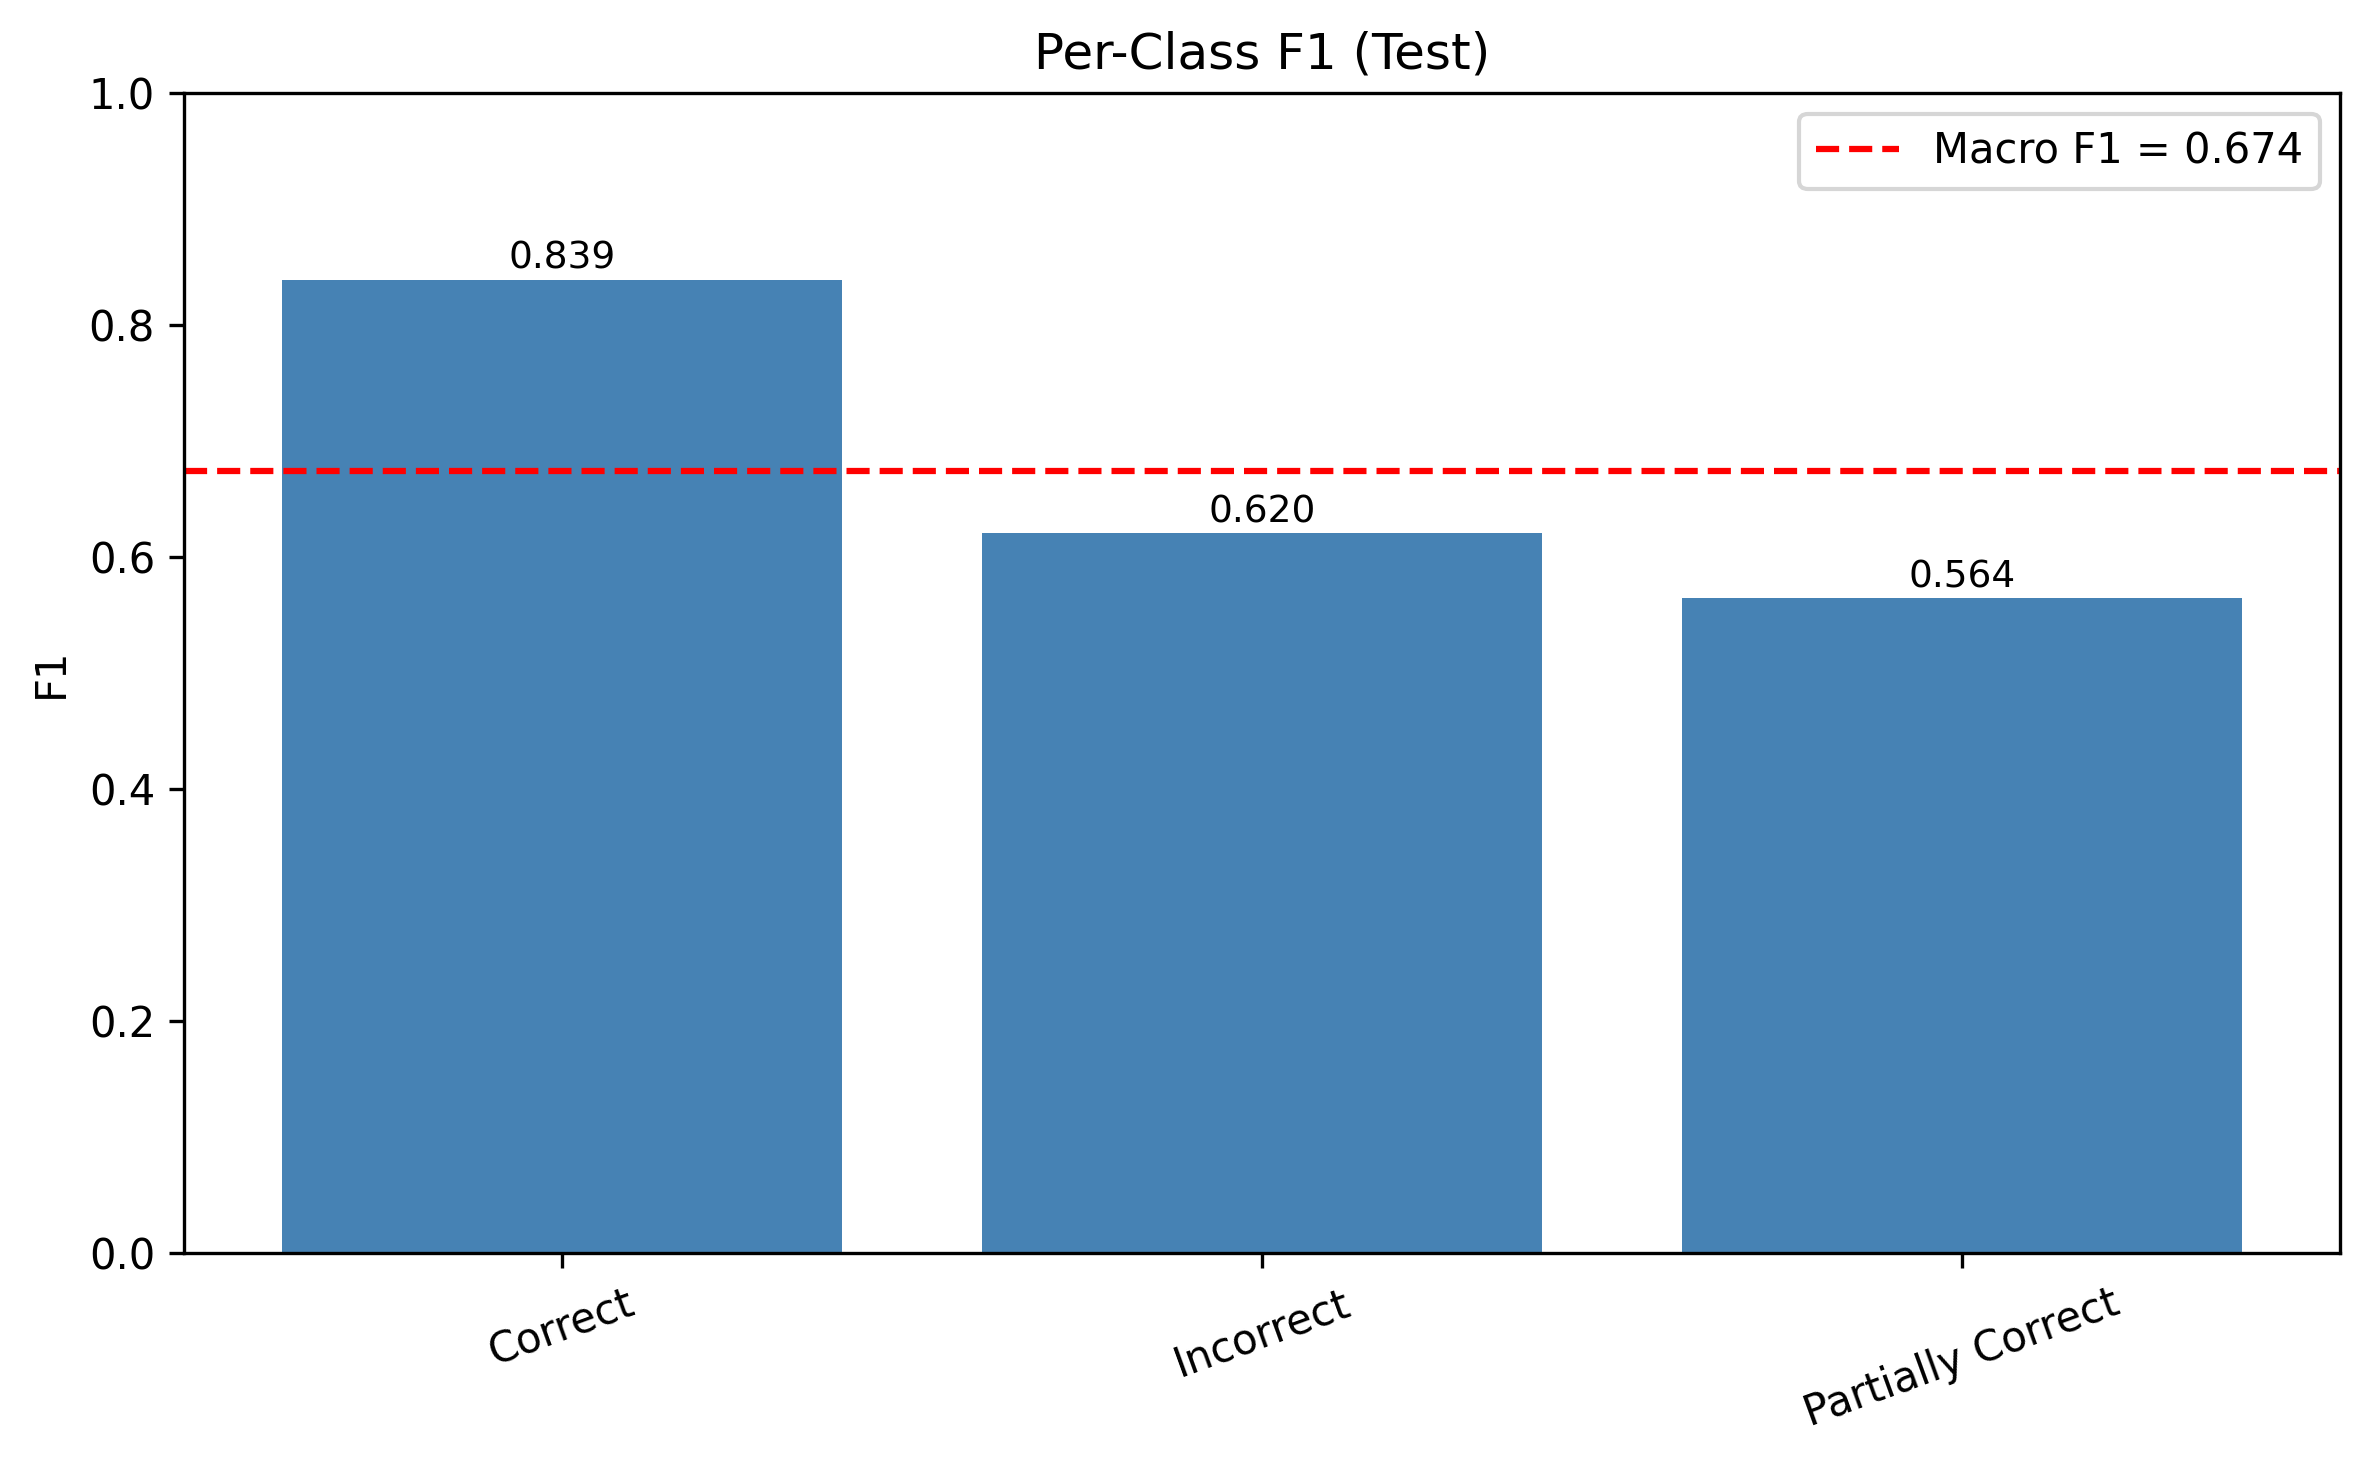 Per-Class F1 (Test)
1.0
Macro F1 = 0.674
0.839
0.8
0.620
0.6
0.564
F1
0.4
0.2
0.0
Correct
Incorrect
Partially Correct